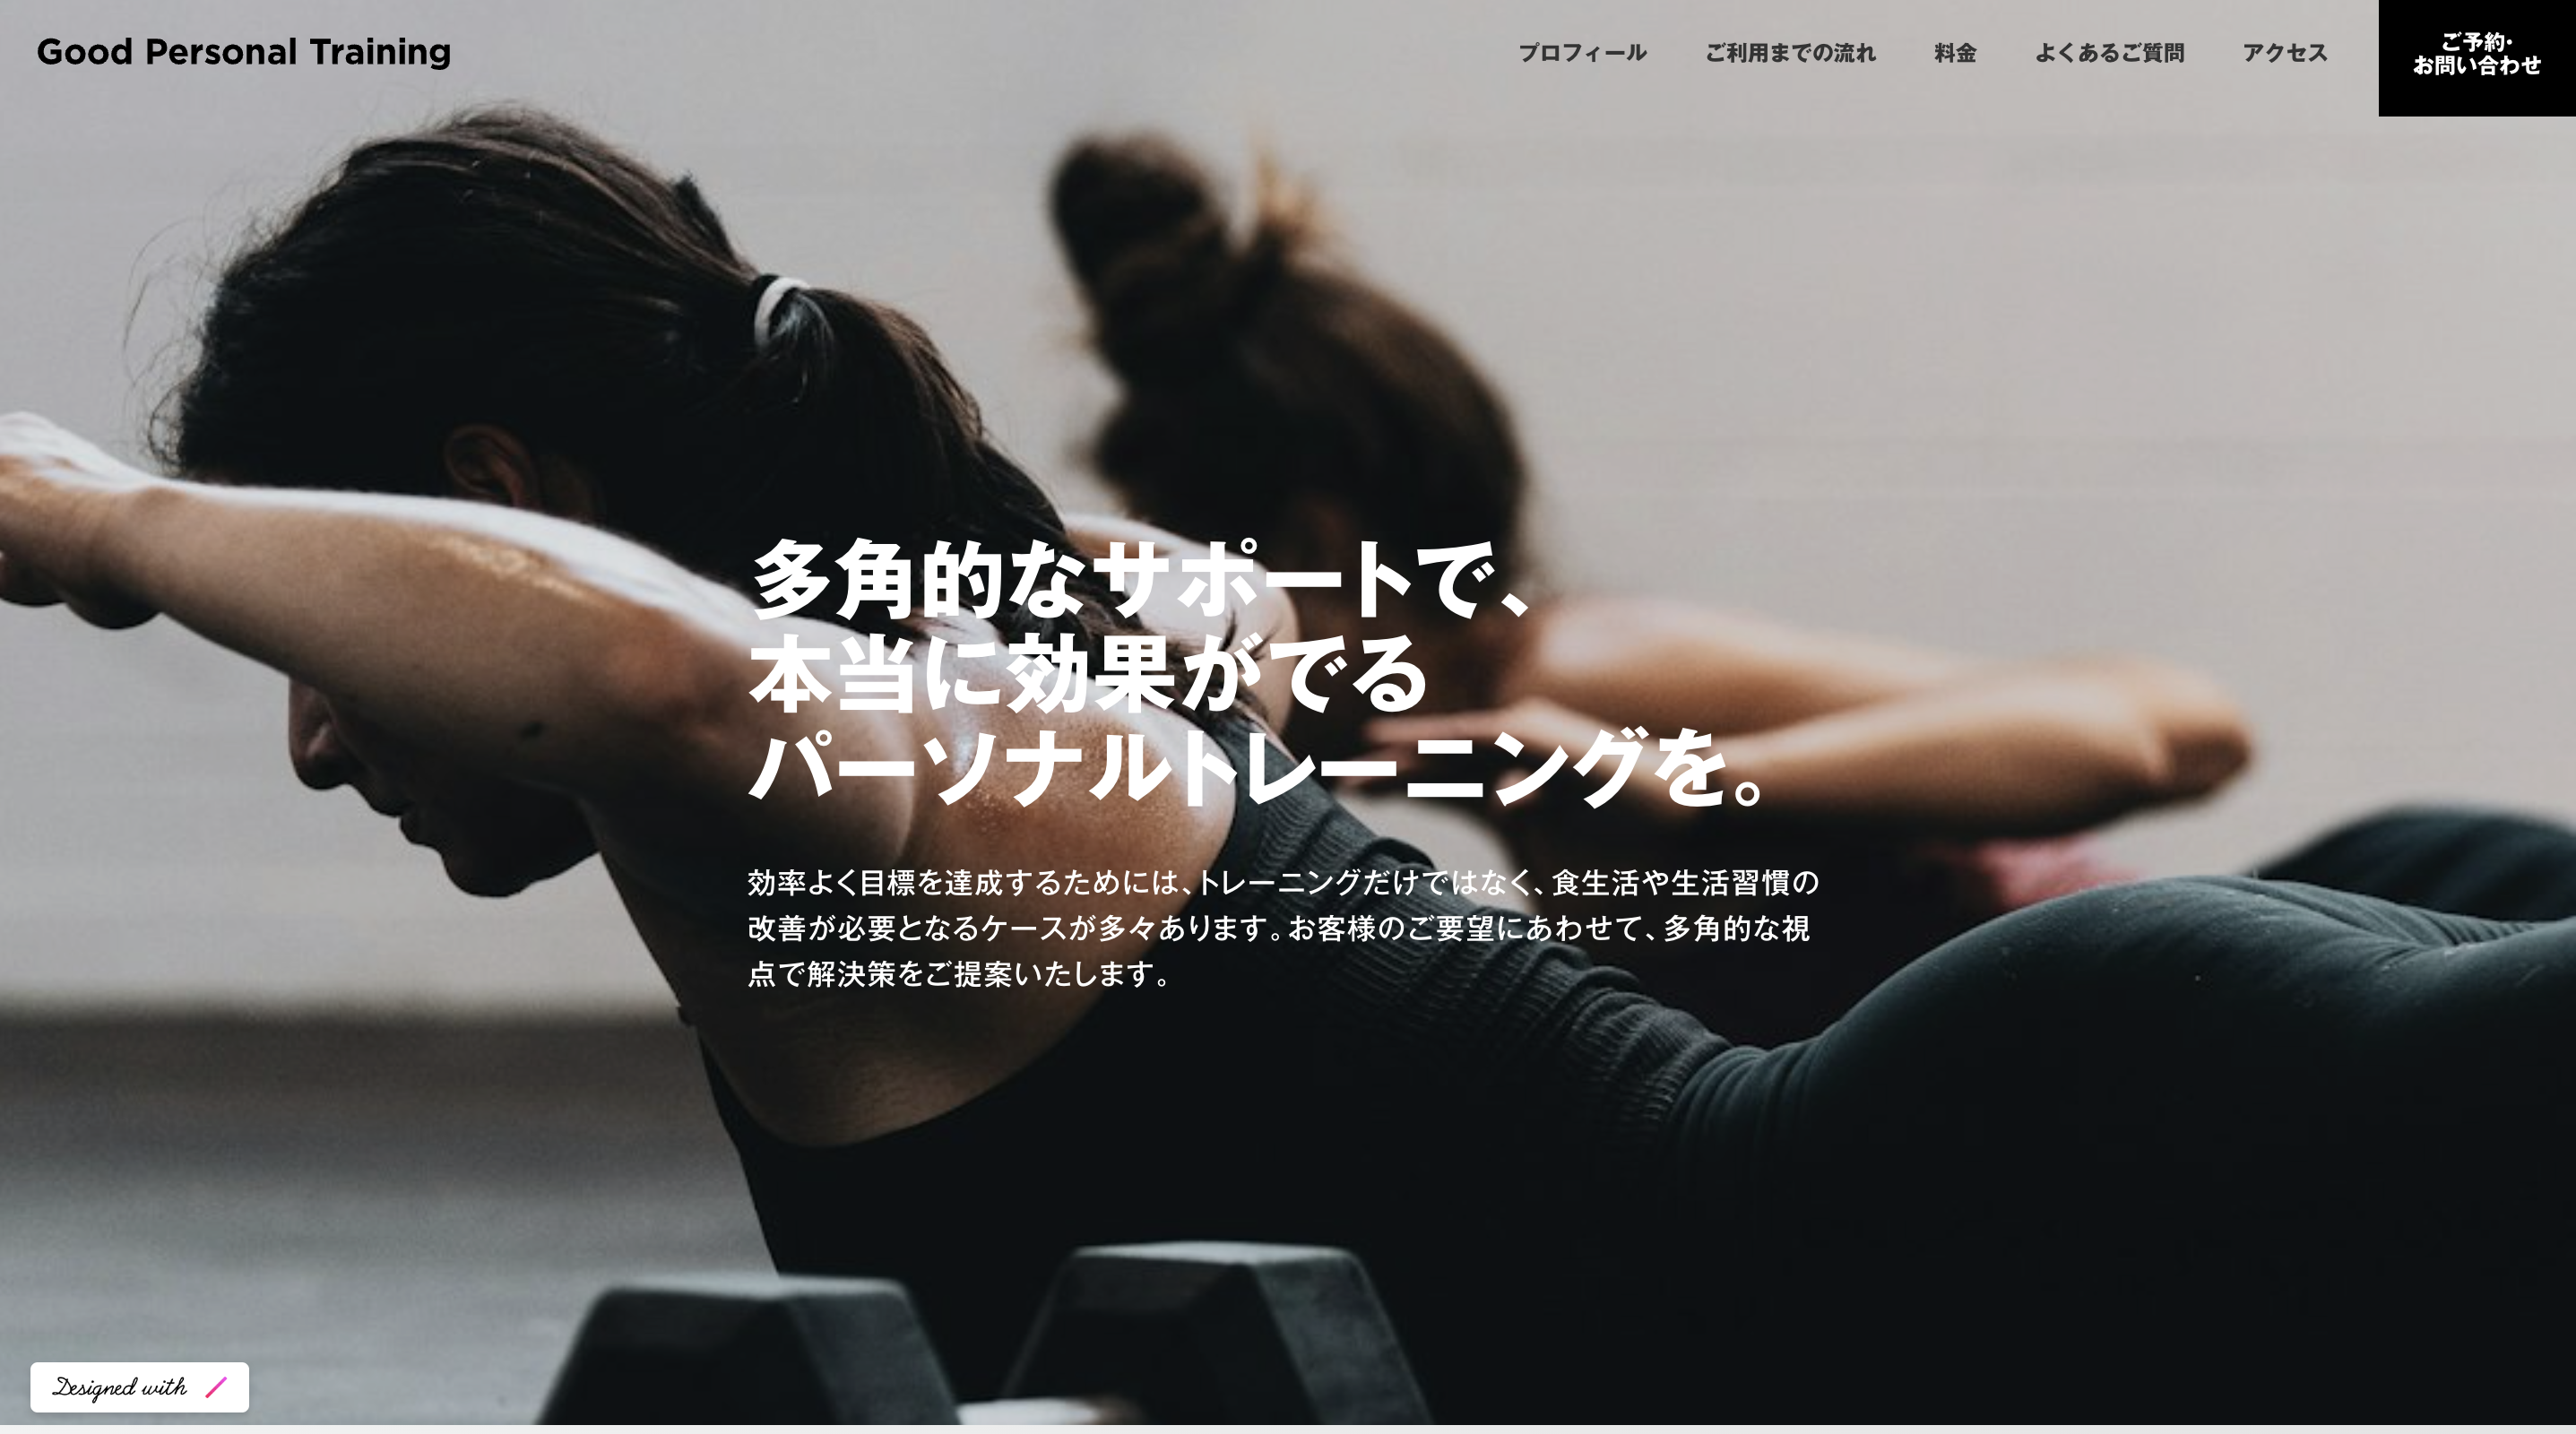 Good Personal Training
プロフィール
ご利用までの流れ
料金
よくあるご質問
アクセス
ご予約・
お問い合わせ
多角的なサポートで、
本当に効果がでる
パーソナルトレーニングを。
効率よく目標を達成するためには、トレーニングだけではなく、食生活や生活習慣の
改善が必要となるケースが多々あります。お客様のご要望にあわせて、多角的な視
点で解決策をご提案いたします。
Designed with